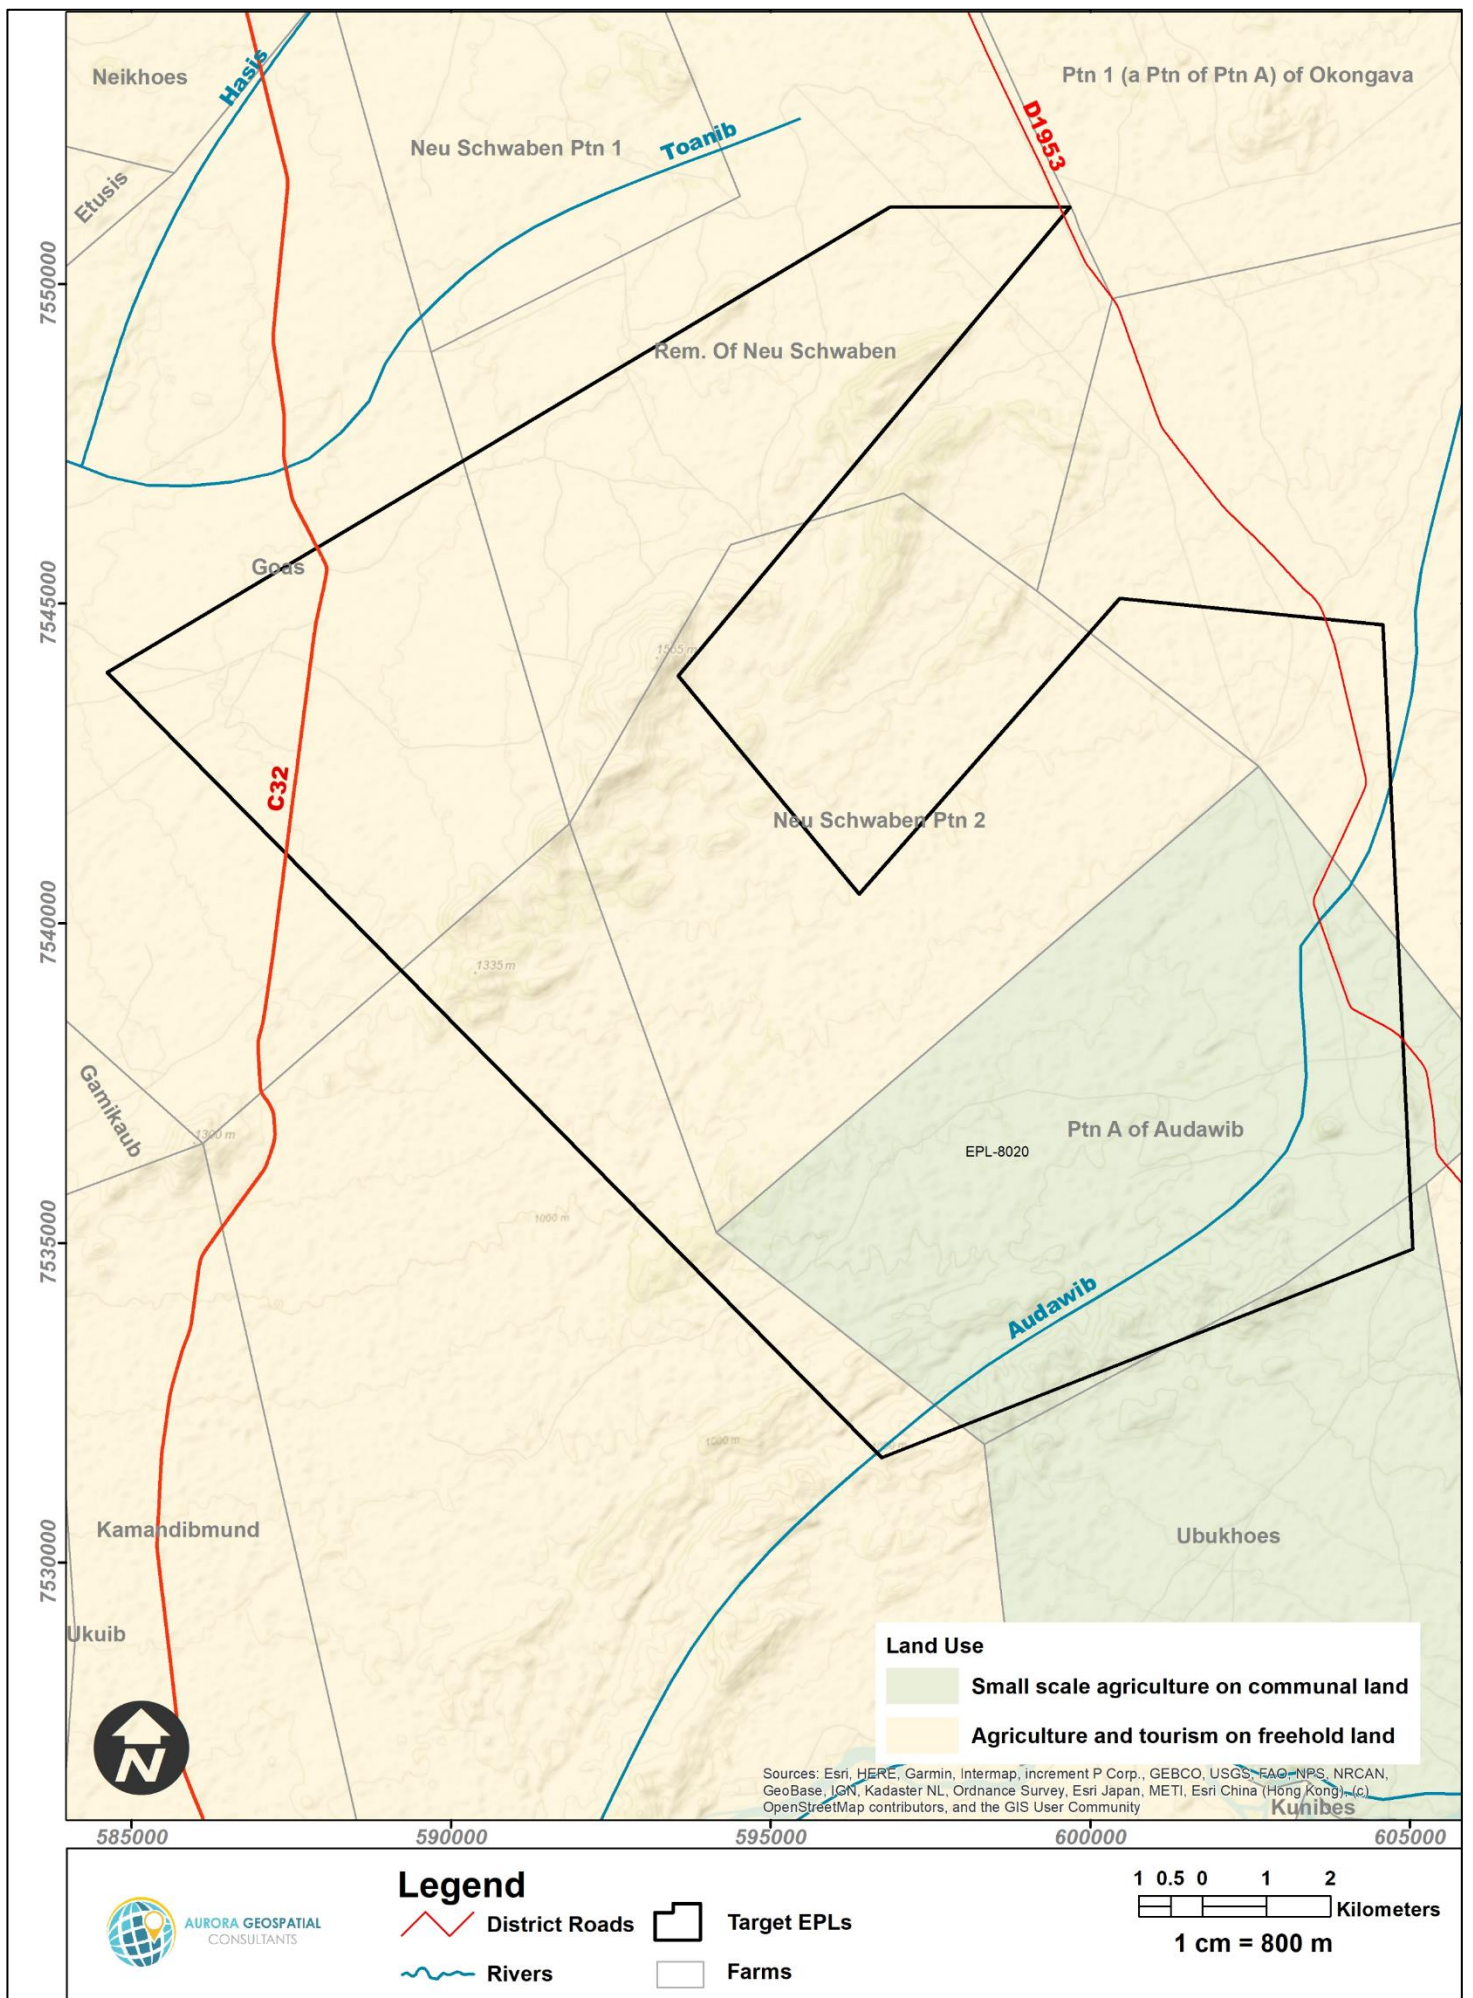 Neikhoes
Hasis
Ptn 1 (a Ptn of Ptn A) of Okongava
D1953
Neu Schwaben Ptn 1
Toanib
Etusis
7550000
Rem. Of Neu Schwaben
Goas
7545000
1565 m
C32
Neu Schwaben Ptn 2
7540000
1335 m
Gamikaub
1300 m
Ptn A of Audawib
EPL-8020
1000 m
7535000
Audawib
1000 m
Kamandibmund
Ubukhoes
7530000
Ukuib
Land Use
Small scale agriculture on communal land
Agriculture and tourism on freehold land
N
Sources: Esri, HERE, Garmin, Intermap, increment P Corp., GEBCO, USGS, FAO, NPS, NRCAN,
GeoBase, IGN, Kadaster NL, Ordnance Survey, Esri Japan, METI, Esri China (Hong Kong), (c)
OpenStreetMap contributors, and the GIS User Community
Kunibes
585000 590000 595000 600000 605000
Legend
District Roads
Target EPLs
Rivers
Farms
AURORA GEOSPATIAL
CONSULTANTS
1 0.5 0 1 2
Kilometers
1 cm = 800 m